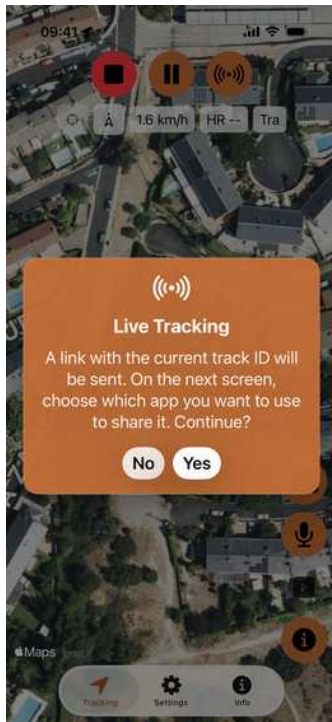 09:41
1.6 km/h HR -- Tra
Live Tracking
A link with the current track ID will
be sent. On the next screen,
choose which app you want to use
to share it. Continue?
No Yes
Maps
Tracking Settings Info